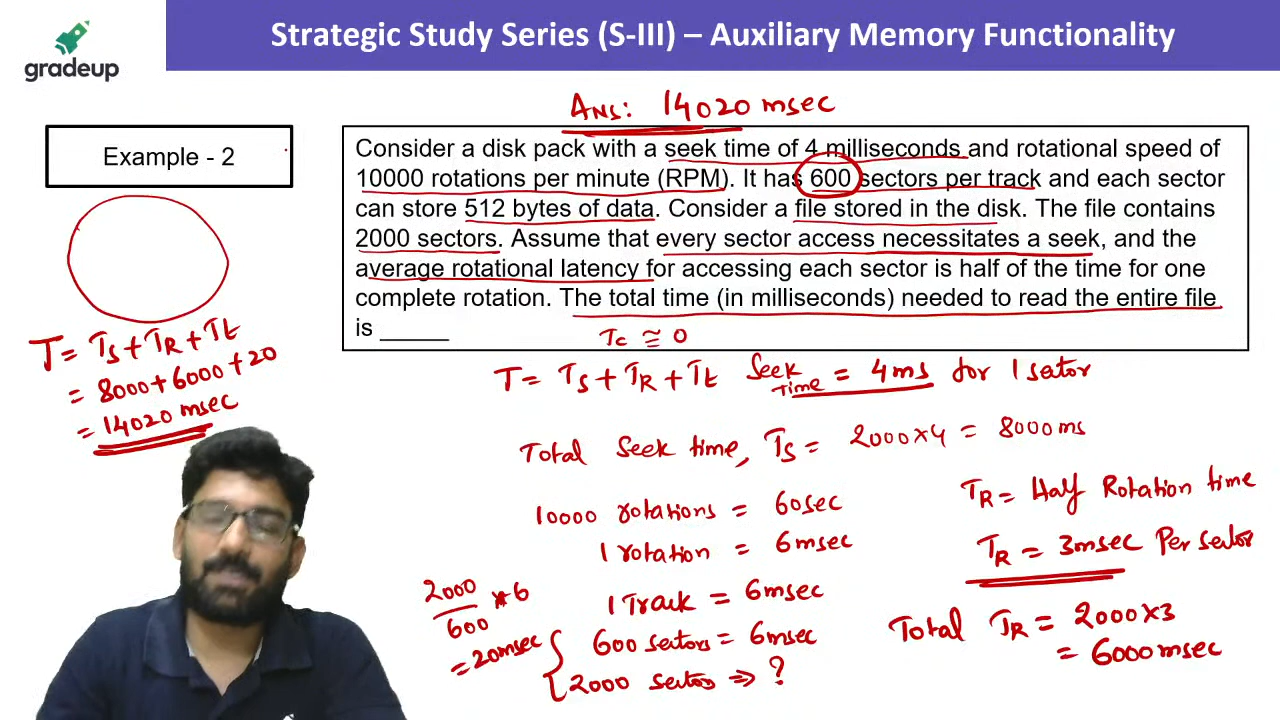 Strategic Study Series (S-III) – Auxiliary Memory Functionality
gradeup
Ans: 14020 msec
Example - 2
Consider a disk pack with a seek time of 4 milliseconds and rotational speed of
10000 rotations per minute (RPM). It has 600 sectors per track and each sector
can store 512 bytes of data. Consider a file stored in the disk. The file contains
2000 sectors. Assume that every sector access necessitates a seek, and the
average rotational latency for accessing each sector is half of the time for one
complete rotation. The total time (in milliseconds) needed to read the entire file
is _____
Tc ≅ 0
T = Ts + TR + Tt
= 8000 + 6000 + 20
= 14020 msec
T = Ts + TR + Tt Seek Time = 4ms for 1 sator
Total Seek time, Ts = 2000×4 = 8000 ms
10000 rotations = 60sec
1 rotation = 6msec
1 Track = 6msec
600 sectors = 6msec
2000 sectors ⇒ ?
2000/600 * 6
= 20msec
TR = Half Rotation time
TR = 3msec Per sector
Total TR = 2000×3
= 6000msec